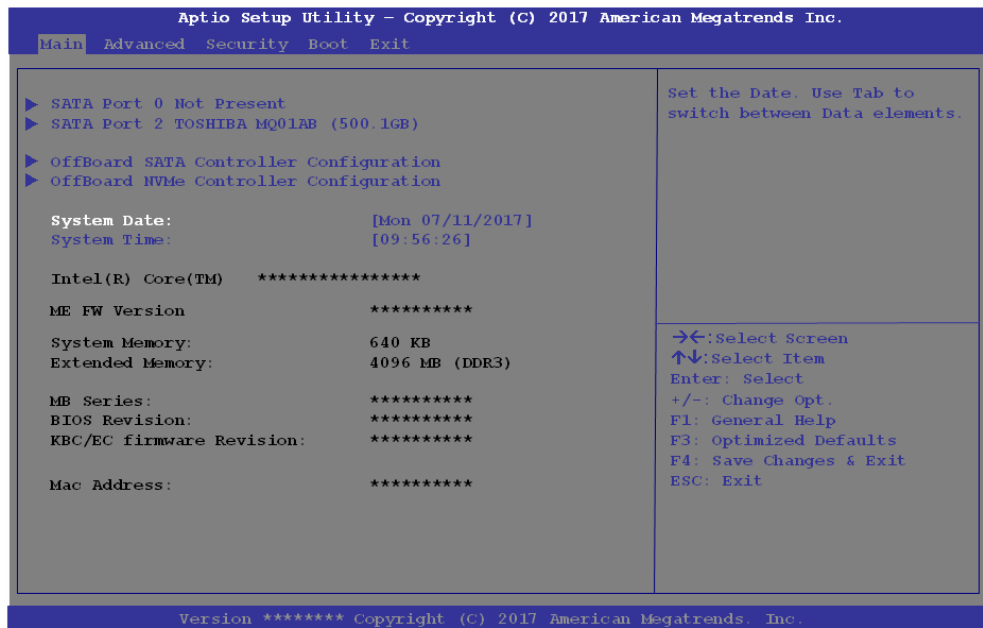 Aptio Setup Utility – Copyright (C) 2017 American Megatrends Inc.
Main Advanced Security Boot Exit
▶ SATA Port 0 Not Present
▶ SATA Port 2 TOSHIBA MQ01AB (500.1GB)
▶ OffBoard SATA Controller Configuration
▶ OffBoard NVMe Controller Configuration
System Date: [Mon 07/11/2017]
System Time: [09:56:26]
Intel(R) Core(TM) ****************
ME FW Version **********
System Memory: 640 KB
Extended Memory: 4096 MB (DDR3)
MB Series: **********
BIOS Revision: **********
KBC/EC firmware Revision: **********
Mac Address: **********
Set the Date. Use Tab to
switch between Data elements.
→←:Select Screen
↑↓:Select Item
Enter: Select
+/-: Change Opt.
F1: General Help
F3: Optimized Defaults
F4: Save Changes & Exit
ESC: Exit
Version ******** Copyright (C) 2017 American Megatrends. Inc.